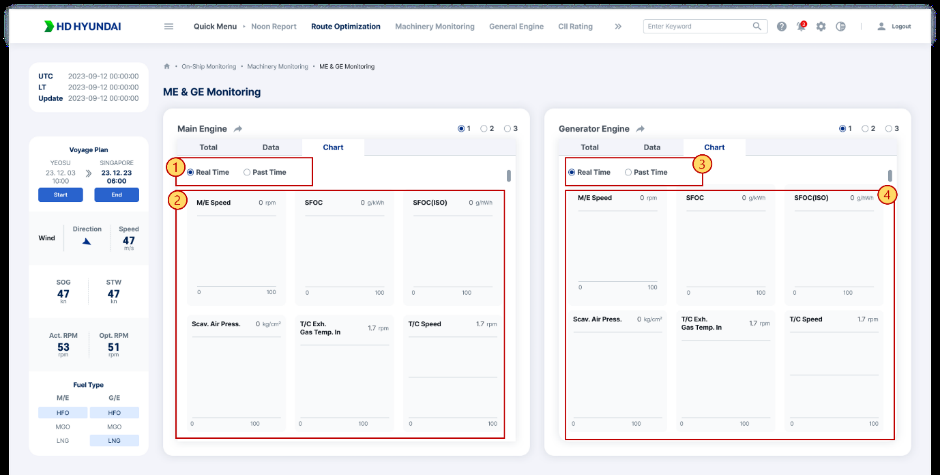 HD HYUNDAI
Quick Menu • Noon Report Route Optimization Machinery Monitoring General Engine CII Rating » Enter Keyword Logout
UTC 2023-09-12 00:00:00
LT 2023-09-12 00:00:00
Update 2023-09-12 00:00:00
Voyage Plan
YEOSU » SINGAPORE
23. 12. 03 23. 12. 23
10:00 06:00
Start End
Wind Direction Speed
47
m/s
SOG STW
47 47
kn kn
Act. RPM Opt. RPM
53 51
rpm rpm
Fuel Type
M/E G/E
HFO HFO
MGO MGO
LNG LNG
• On-Ship Monitoring • Machinery Monitoring • ME & GE Monitoring
ME & GE Monitoring
Main Engine 1 2 3
Total Data Chart
1 Real Time Past Time
2
M/E Speed 0 rpm SFOC 0 g/kWh SFOC(ISO) 0 g/kWh
0 100 0 100 0 100
Scav. Air Press. 0 kg/cm² T/C Exh. 1.7 rpm T/C Speed 1.7 rpm
Gas Temp. In
0 100 0 100 0 100
Generator Engine 1 2 3
Total Data Chart
Real Time Past Time 3
4
M/E Speed 0 rpm SFOC 0 g/kWh SFOC(ISO) 0 g/kWh
0 100 0 100 0 100
Scav. Air Press. 0 kg/cm² T/C Exh. 1.7 rpm T/C Speed 1.7 rpm
Gas Temp. In
0 100 0 100 0 100